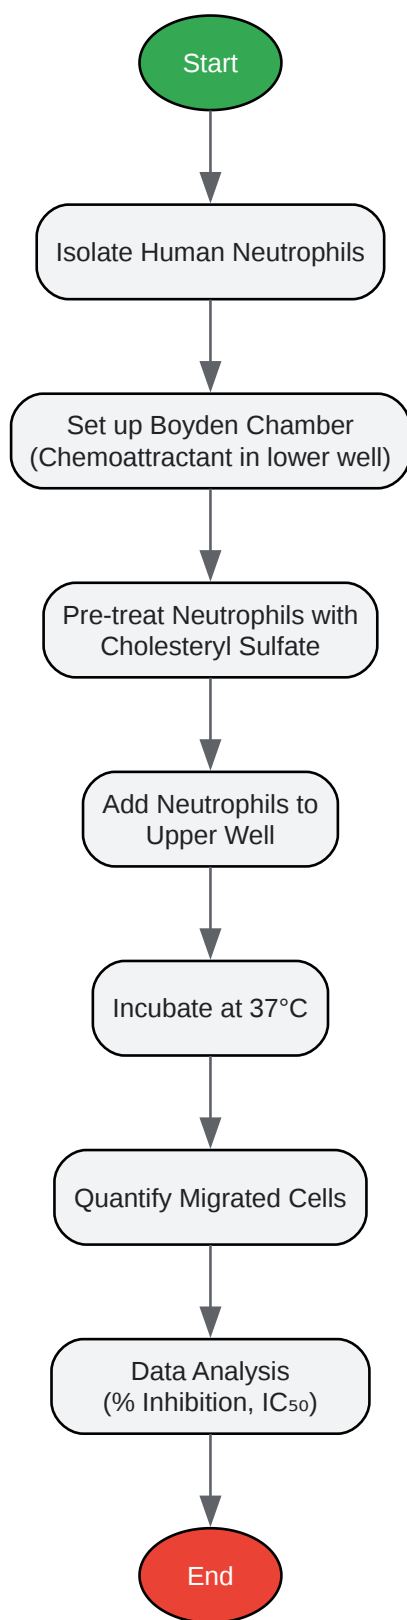 Start
Isolate Human Neutrophils
Set up Boyden Chamber
(Chemoattractant in lower well)
Pre-treat Neutrophils with
Cholesteryl Sulfate
Add Neutrophils to
Upper Well
Incubate at 37°C
Quantify Migrated Cells
Data Analysis
(% Inhibition, IC₅₀)
End